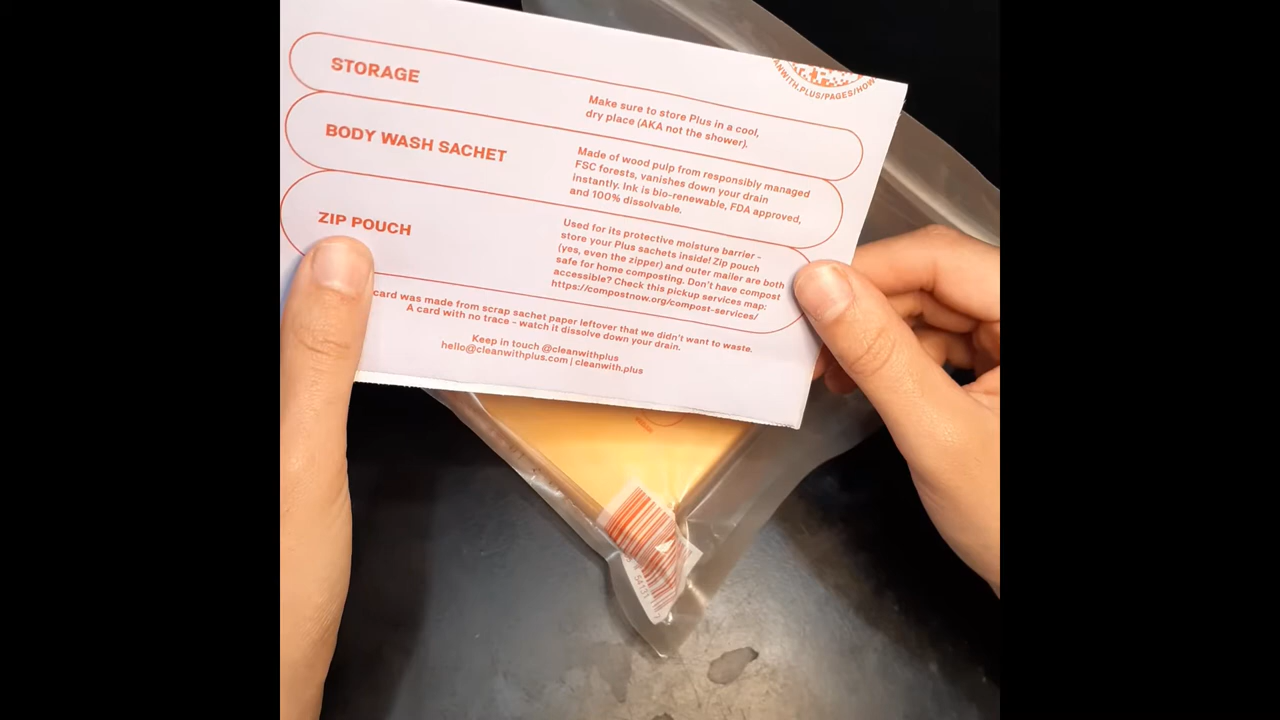 ANWITH.PLUS/PAGES/HOW
STORAGE
Make sure to store Plus in a cool,
dry place (AKA not the shower).
BODY WASH SACHET
Made of wood pulp from responsibly managed
FSC forests, vanishes down your drain
instantly. Ink is bio-renewable, FDA approved,
and 100% dissolvable.
ZIP POUCH
Used for its protective moisture barrier –
store your Plus sachets inside! Zip pouch
(yes, even the zipper) and outer mailer are both
safe for home composting. Don't have compost
accessible? Check this pickup services map:
https://compostnow.org/compost-services/
card was made from scrap sachet paper leftover that we didn't want to waste.
A card with no trace – watch it dissolve down your drain.
Keep in touch @cleanwithplus
hello@cleanwithplus.com | cleanwith.plus